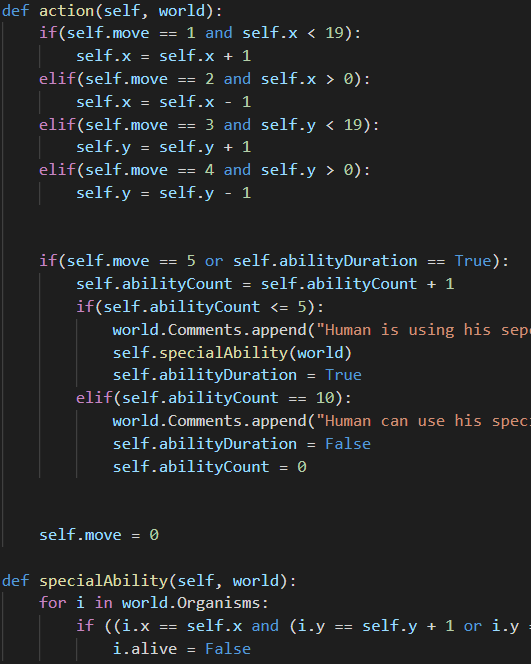 def action(self, world):
    if(self.move == 1 and self.x < 19):
        self.x = self.x + 1
    elif(self.move == 2 and self.x > 0):
        self.x = self.x - 1
    elif(self.move == 3 and self.y < 19):
        self.y = self.y + 1
    elif(self.move == 4 and self.y > 0):
        self.y = self.y - 1
    if(self.move == 5 or self.abilityDuration == True):
        self.abilityCount = self.abilityCount + 1
        if(self.abilityCount <= 5):
            world.Comments.append("Human is using his sep
            self.specialAbility(world)
            self.abilityDuration = True
        elif(self.abilityCount == 10):
            world.Comments.append("Human can use his spec
            self.abilityDuration = False
            self.abilityCount = 0
    self.move = 0
def specialAbility(self, world):
    for i in world.Organisms:
        if ((i.x == self.x and (i.y == self.y + 1 or i.y =
            i.alive = False